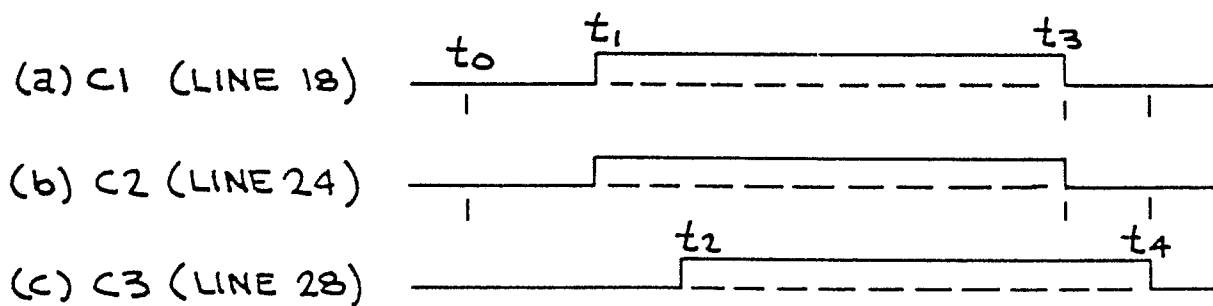 t₀ t₁ t₃
(a) C1 (LINE 18)
(b) C2 (LINE 24)
t₂ t₄
(c) C3 (LINE 28)